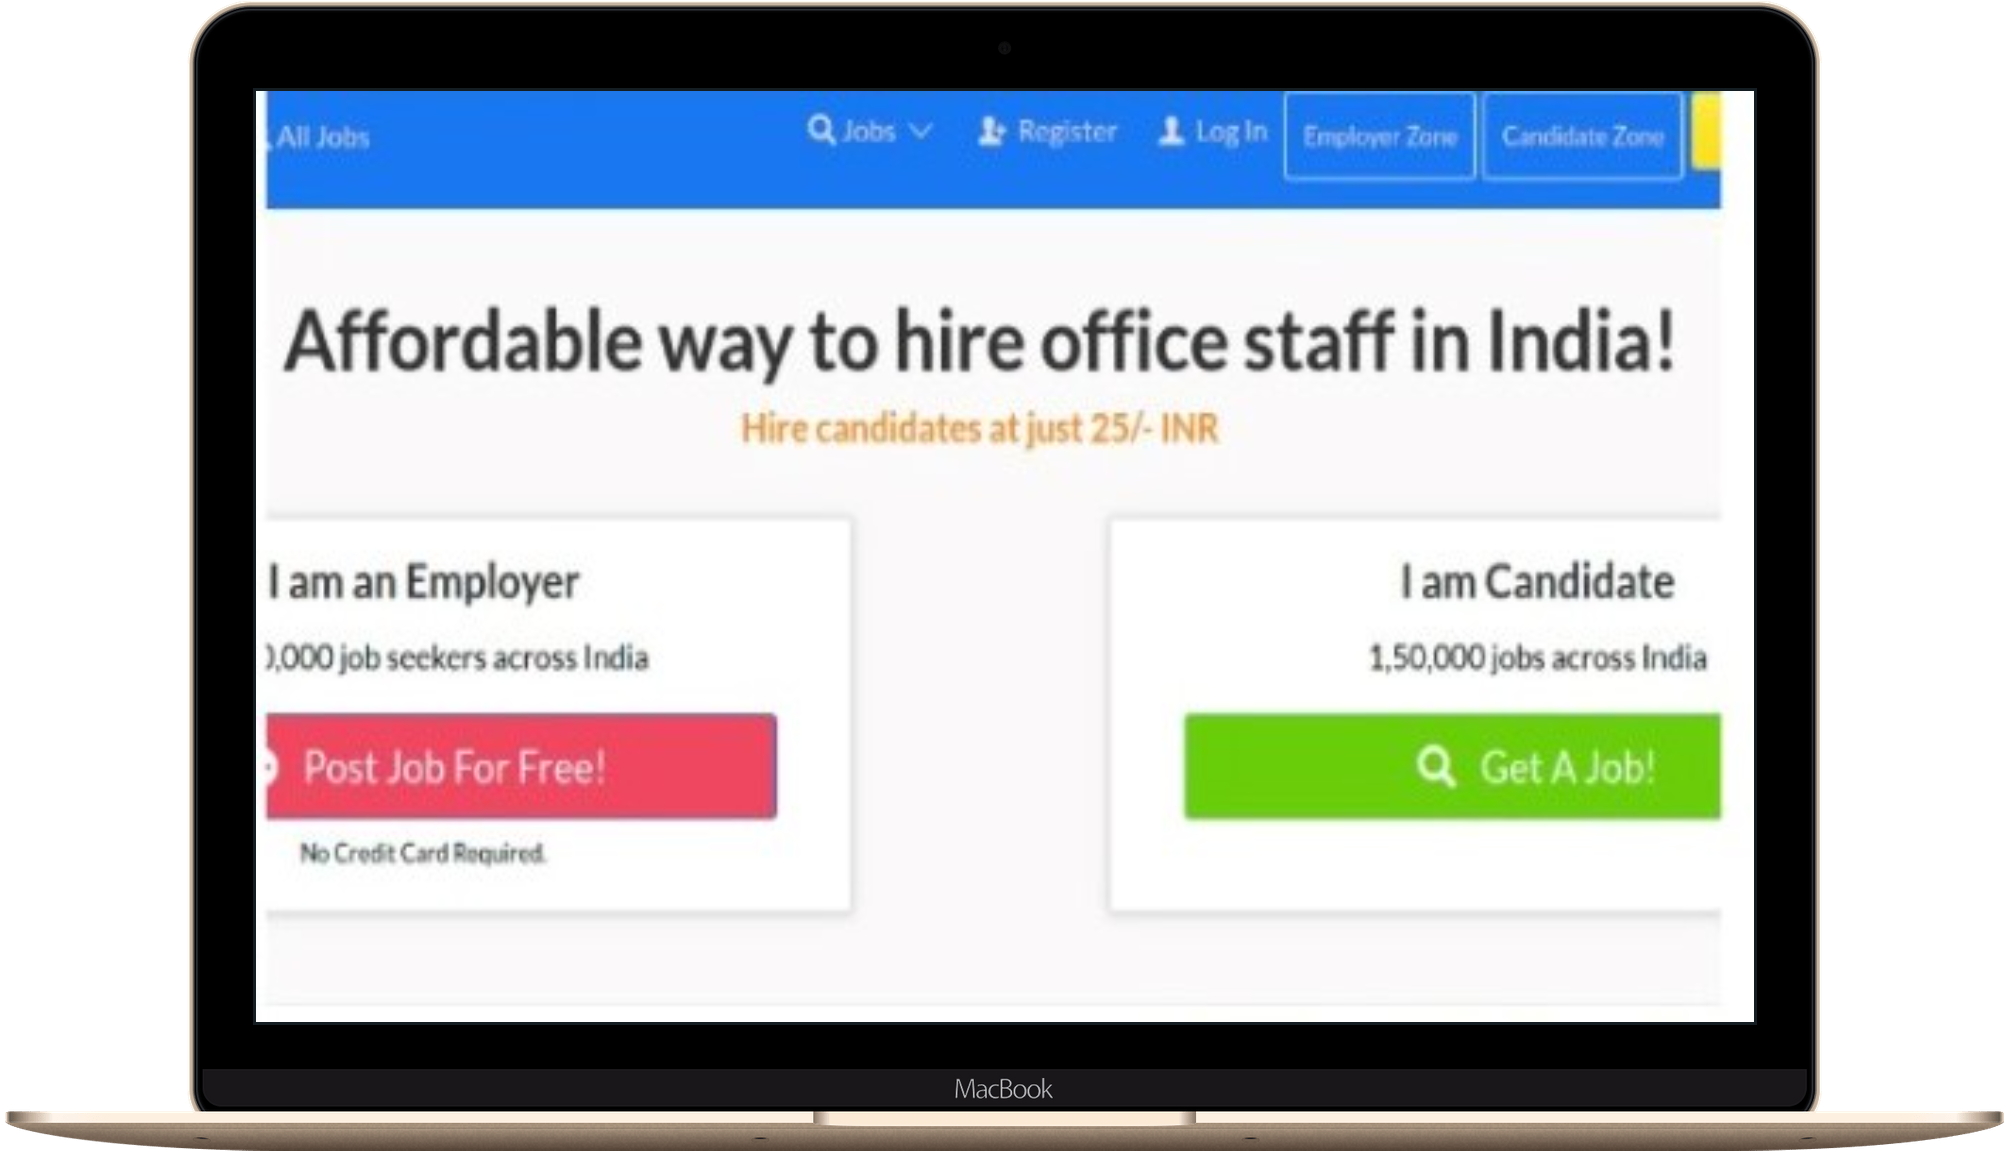 All Jobs
Jobs
Register
Log In
Employer Zone
Candidate Zone
Affordable way to hire office staff in India!
Hire candidates at just 25/- INR
I am an Employer
I am Candidate
,000 job seekers across India
1,50,000 jobs across India
Post Job For Free!
Get A Job!
No Credit Card Required.
MacBook